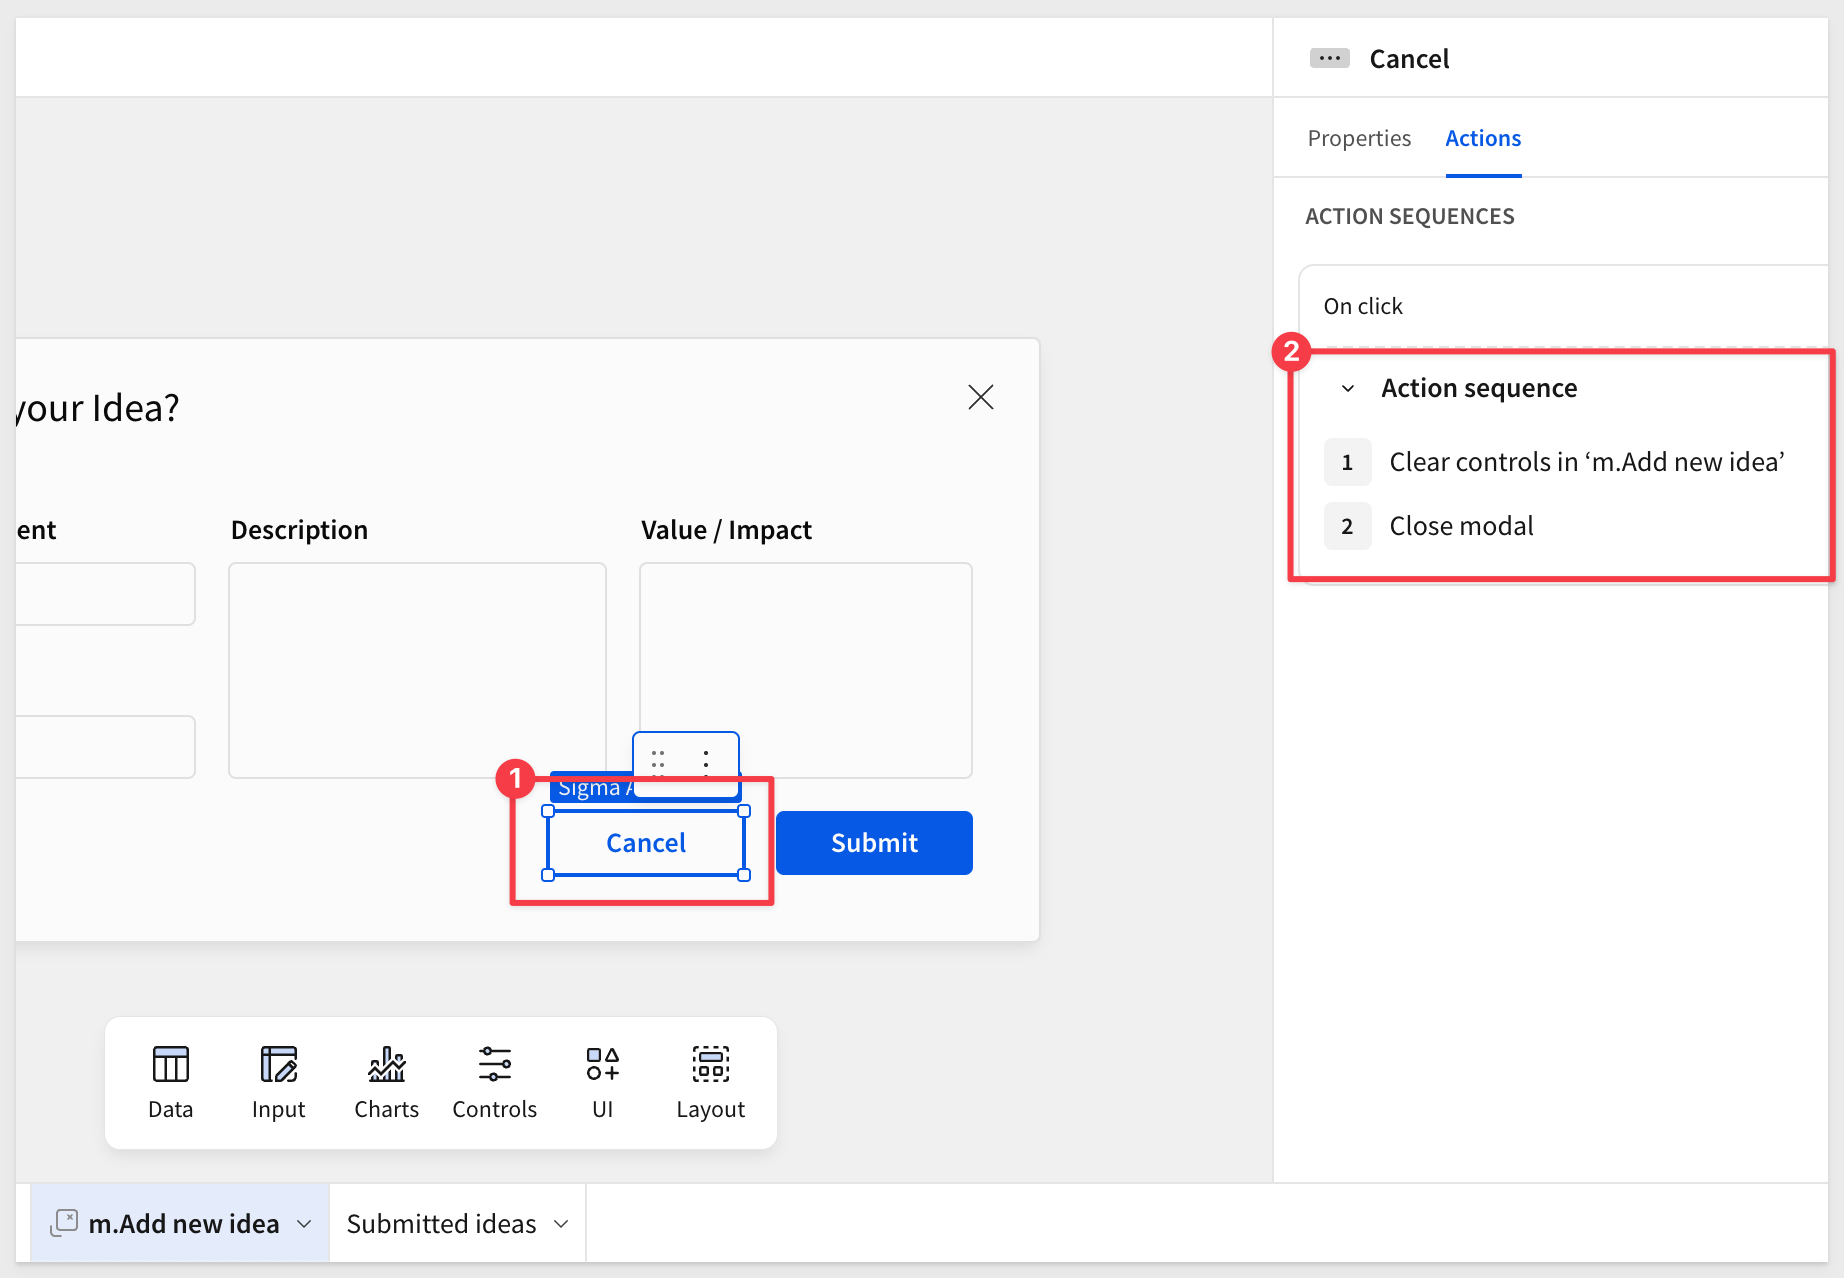 Cancel
Properties
Actions
ACTION SEQUENCES
On click
2
Action sequence
1
Clear controls in ‘m.Add new idea’
2
Close modal
your Idea?
ent
Description
Value / Impact
1
Sigma
Cancel
Submit
Data
Input
Charts
Controls
UI
Layout
m.Add new idea
Submitted ideas